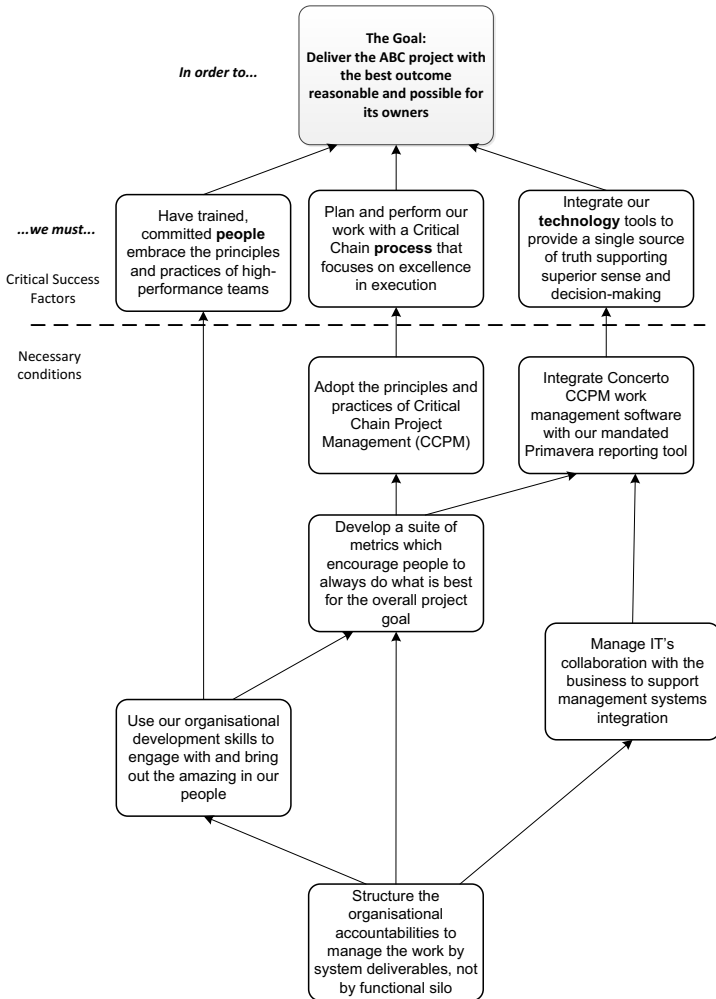 The Goal:
Deliver the ABC project with
the best outcome
reasonable and possible for
its owners
In order to...
...we must...
Critical Success
Factors
Have trained,
committed people
embrace the principles
and practices of high-
performance teams
Plan and perform our
work with a Critical
Chain process that
focuses on excellence
in execution
Integrate our
technology tools to
provide a single source
of truth supporting
superior sense and
decision-making
Necessary
conditions
Adopt the principles and
practices of Critical
Chain Project
Management (CCPM)
Integrate Concerto
CCPM work
management software
with our mandated
Primavera reporting tool
Develop a suite of
metrics which
encourage people to
always do what is best
for the overall project
goal
Manage IT’s
collaboration with the
business to support
management systems
integration
Use our organisational
development skills to
engage with and bring
out the amazing in our
people
Structure the
organisational
accountabilities to
manage the work by
system deliverables, not
by functional silo